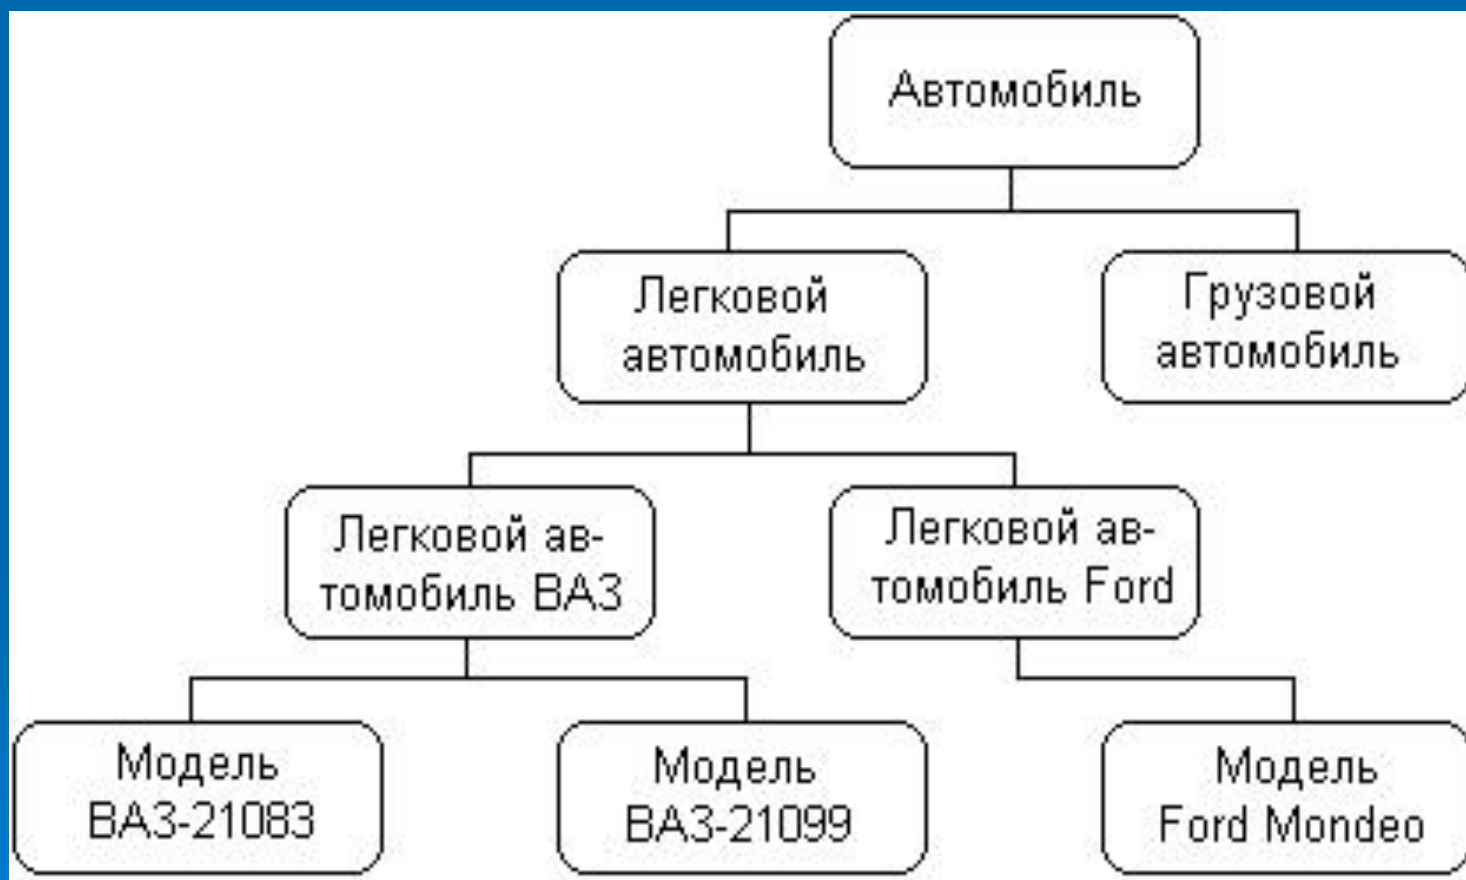 Автомобиль
Легковой
автомобиль
Грузовой
автомобиль
Легковой ав-
томобиль ВАЗ
Легковой ав-
томобиль Ford
Модель
ВАЗ-21083
Модель
ВАЗ-21099
Модель
Ford Mondeo